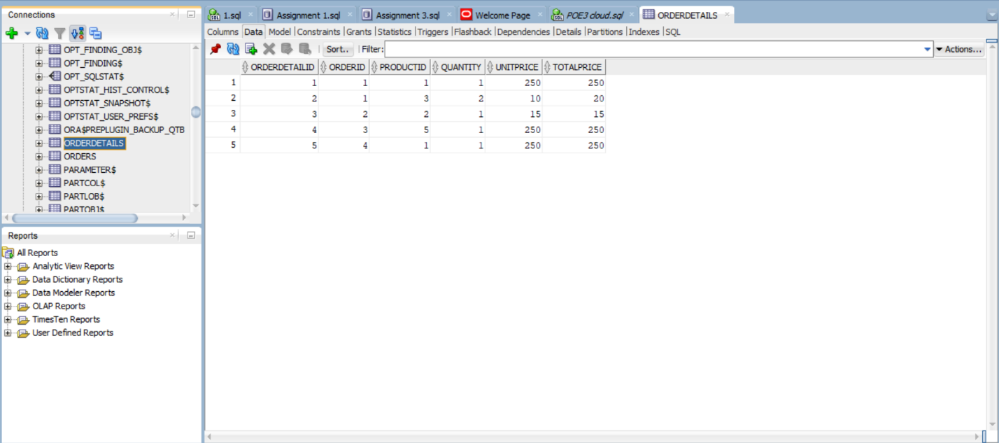 Connections
OPT_FINDING_OBJ$
OPT_FINDING$
OPT_SQLSTAT$
OPTSTAT_HIST_CONTROL$
OPTSTAT_SNAPSHOT$
OPTSTAT_USER_PREFS$
ORA$PREPLUGIN_BACKUP_QTB
ORDERDETAILS
ORDERS
PARAMETER$
PARTCOL$
PARTLOB$
PARTOBJ$
Reports
All Reports
Analytic View Reports
Data Dictionary Reports
Data Modeler Reports
OLAP Reports
TimesTen Reports
User Defined Reports
1.sql Assignment 1.sql Assignment 3.sql Welcome Page POE3 cloud.sql ORDERDETAILS
Columns Data Model |Constraints |Grants |Statistics |Triggers |Flashback |Dependencies |Details |Partitions |Indexes |SQL
Sort.. Filter: Actions...
ORDERDETAILID ORDERID PRODUCTID QUANTITY UNITPRICE TOTALPRICE
1 1 1 1 1 250 250
2 2 1 3 2 10 20
3 3 2 2 1 15 15
4 4 3 5 1 250 250
5 5 4 1 1 250 250